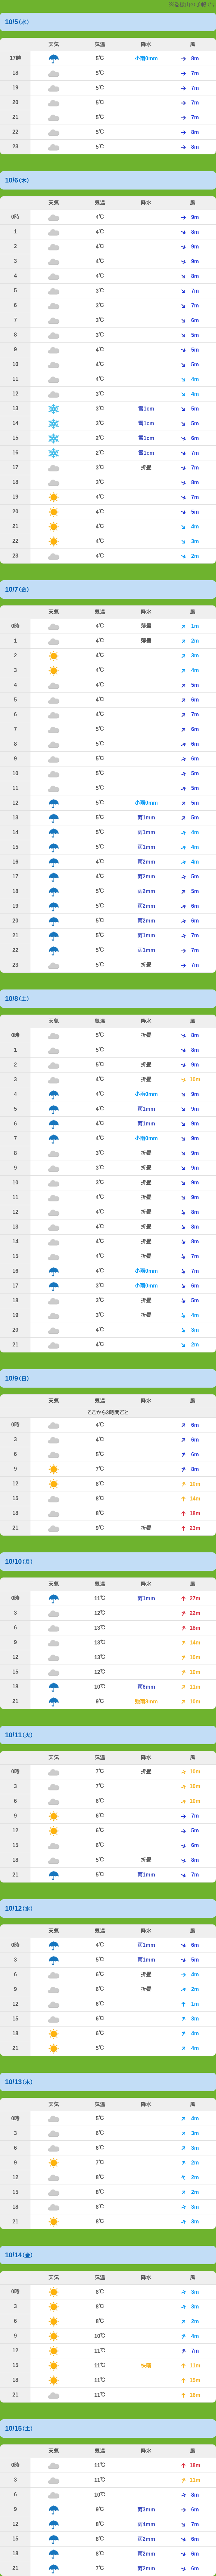 10/5(水)
天気 気温 降水 風
17時 5℃ 小雨0mm 8m
18 5℃ 7m
19 5℃ 7m
20 5℃ 7m
21 5℃ 7m
22 5℃ 8m
23 5℃ 8m
10/6(木)
天気 気温 降水 風
0時 4℃ 9m
1 4℃ 8m
2 4℃ 9m
3 4℃ 9m
4 4℃ 8m
5 3℃ 7m
6 3℃ 7m
7 3℃ 6m
8 3℃ 5m
9 4℃ 5m
10 4℃ 5m
11 4℃ 4m
12 3℃ 4m
13 3℃ 雪1cm 5m
14 3℃ 雪1cm 5m
15 2℃ 雪1cm 6m
16 2℃ 雪1cm 7m
17 3℃ 折曇 7m
18 3℃ 8m
19 4℃ 7m
20 4℃ 5m
21 4℃ 4m
22 4℃ 3m
23 4℃ 2m
10/7(金)
天気 気温 降水 風
0時 4℃ 薄曇 1m
1 4℃ 薄曇 2m
2 4℃ 3m
3 4℃ 4m
4 4℃ 5m
5 4℃ 6m
6 4℃ 7m
7 5℃ 6m
8 5℃ 6m
9 5℃ 6m
10 5℃ 5m
11 5℃ 5m
12 5℃ 小雨0mm 5m
13 5℃ 雨1mm 5m
14 5℃ 雨1mm 4m
15 5℃ 雨1mm 4m
16 4℃ 雨2mm 4m
17 4℃ 雨2mm 5m
18 5℃ 雨2mm 5m
19 5℃ 雨2mm 6m
20 5℃ 雨2mm 6m
21 5℃ 雨1mm 7m
22 5℃ 雨1mm 7m
23 5℃ 折曇 7m
10/8(土)
天気 気温 降水 風
0時 5℃ 折曇 8m
1 5℃ 8m
2 5℃ 折曇 9m
3 4℃ 折曇 10m
4 4℃ 小雨0mm 9m
5 4℃ 雨1mm 9m
6 4℃ 雨1mm 9m
7 4℃ 小雨0mm 9m
8 3℃ 折曇 9m
9 3℃ 折曇 9m
10 3℃ 折曇 9m
11 4℃ 折曇 9m
12 4℃ 折曇 8m
13 4℃ 折曇 8m
14 4℃ 折曇 8m
15 4℃ 折曇 7m
16 4℃ 小雨0mm 7m
17 3℃ 小雨0mm 6m
18 3℃ 折曇 5m
19 3℃ 折曇 4m
20 4℃ 3m
21 4℃ 2m
10/9(日)
天気 気温 降水 風
ここから3時間ごと
0時 4℃ 6m
3 4℃ 6m
6 5℃ 6m
9 7℃ 8m
12 8℃ 10m
15 8℃ 14m
18 8℃ 18m
21 9℃ 折曇 23m
10/10(月)
天気 気温 降水 風
0時 11℃ 雨1mm 27m
3 12℃ 22m
6 13℃ 18m
9 13℃ 14m
12 13℃ 10m
15 12℃ 10m
18 10℃ 雨6mm 11m
21 9℃ 強雨8mm 10m
10/11(火)
天気 気温 降水 風
0時 7℃ 折曇 10m
3 7℃ 10m
6 6℃ 10m
9 6℃ 7m
12 6℃ 5m
15 6℃ 6m
18 5℃ 折曇 8m
21 5℃ 雨1mm 7m
10/12(水)
天気 気温 降水 風
0時 4℃ 雨1mm 6m
3 5℃ 雨1mm 5m
6 6℃ 折曇 4m
9 6℃ 折曇 2m
12 6℃ 1m
15 6℃ 3m
18 6℃ 4m
21 5℃ 4m
10/13(木)
天気 気温 降水 風
0時 5℃ 4m
3 6℃ 3m
6 6℃ 3m
9 7℃ 2m
12 8℃ 2m
15 8℃ 2m
18 8℃ 3m
21 8℃ 3m
10/14(金)
天気 気温 降水 風
0時 8℃ 3m
3 8℃ 3m
6 8℃ 2m
9 10℃ 4m
12 11℃ 7m
15 11℃ 快晴 11m
18 11℃ 15m
21 11℃ 16m
10/15(土)
天気 気温 降水 風
0時 11℃ 18m
3 11℃ 11m
6 10℃ 8m
9 9℃ 雨3mm 6m
12 8℃ 雨4mm 7m
15 8℃ 雨2mm 6m
18 8℃ 雨2mm 6m
21 7℃ 雨2mm 6m